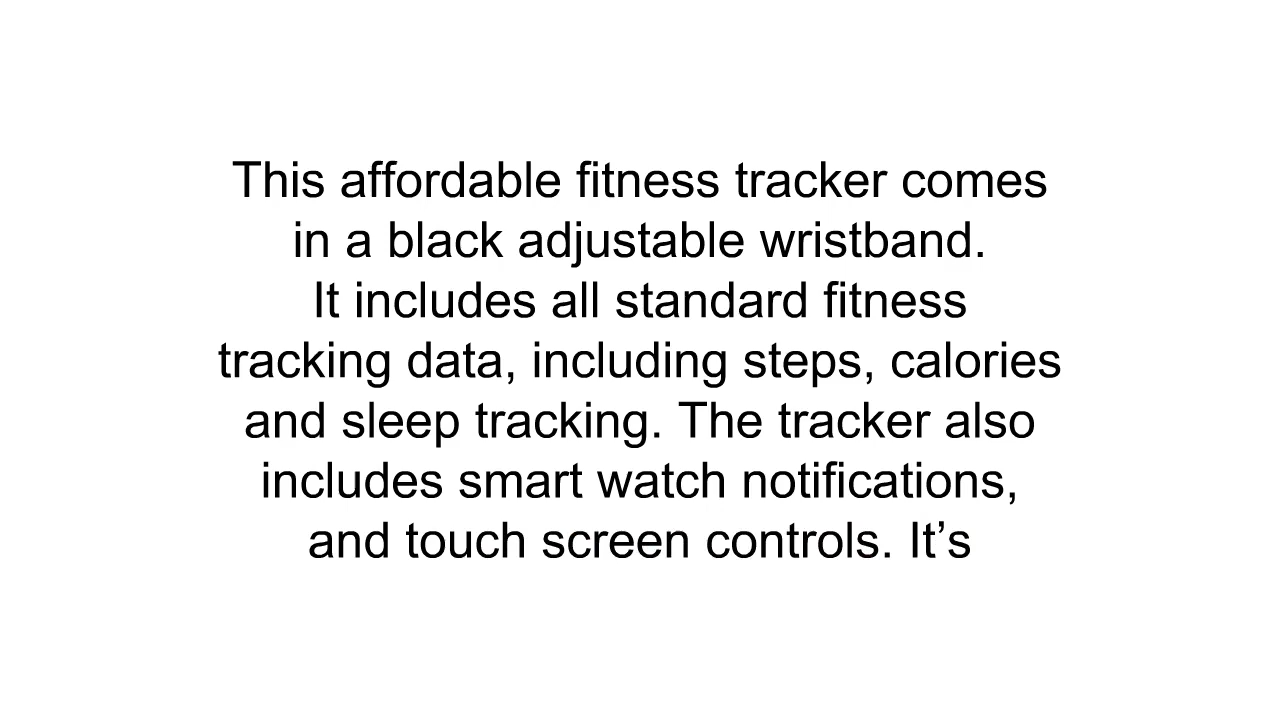 This affordable fitness tracker comes
in a black adjustable wristband.
It includes all standard fitness
tracking data, including steps, calories
and sleep tracking. The tracker also
includes smart watch notifications,
and touch screen controls. It’s